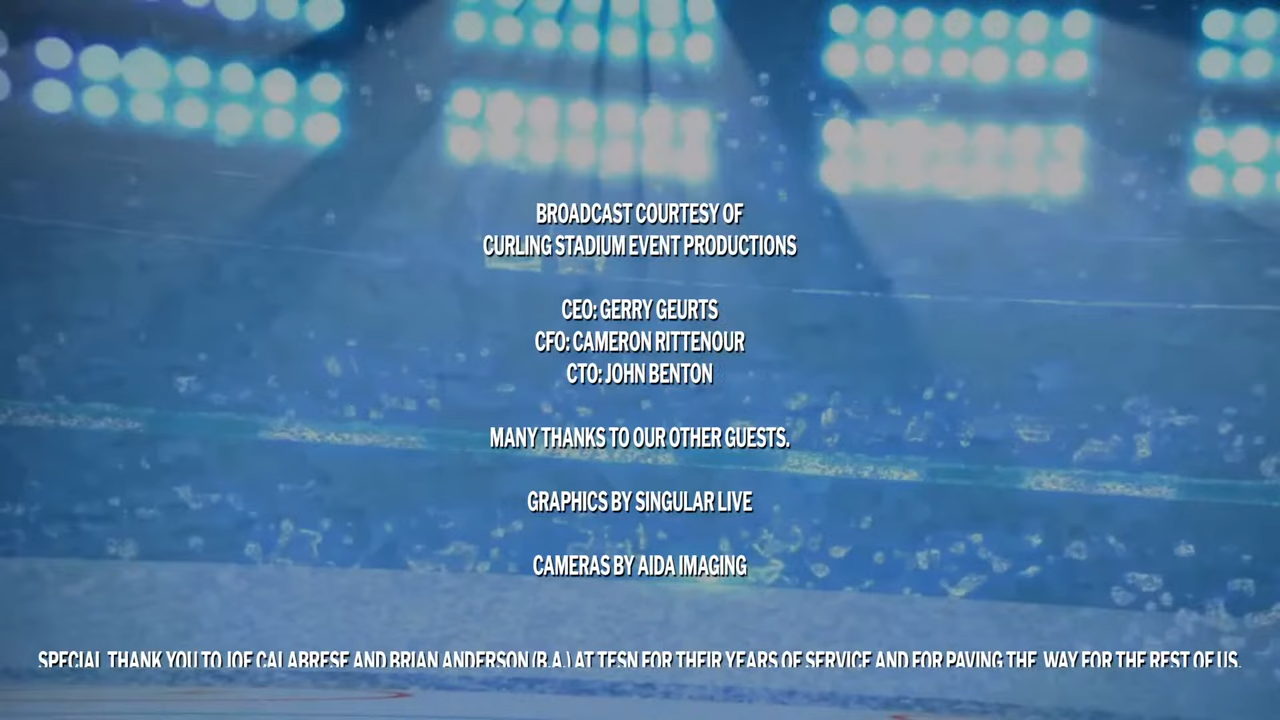 BROADCAST COURTESY OF
CURLING STADIUM EVENT PRODUCTIONS
CEO: GERRY GEURTS
CFO: CAMERON RITTENOUR
CTO: JOHN BENTON
MANY THANKS TO OUR OTHER GUESTS.
GRAPHICS BY SINGULAR LIVE
CAMERAS BY AIDA IMAGING
SPECIAL THANK YOU TO JOE CALABRESE AND BRIAN ANDERSON (B.A.) AT TESN FOR THEIR YEARS OF SERVICE AND FOR PAVING THE WAY FOR THE REST OF US.